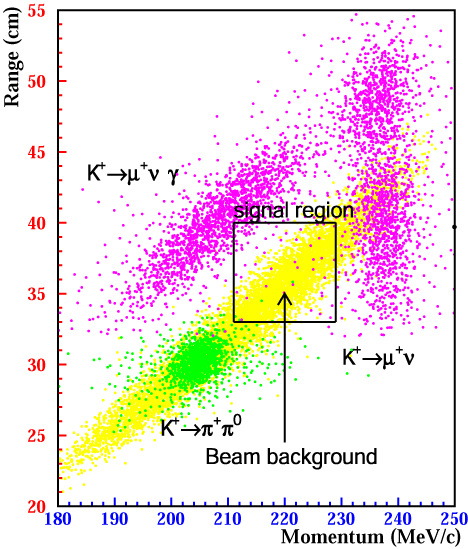 Range (cm)
55
50
45
40
35
30
25
20
K⁺→μ⁺ν γ
signal region
K⁺→μ⁺ν
K⁺→π⁺π⁰
Beam background
180 190 200 210 220 230 240 250
Momentum (MeV/c)